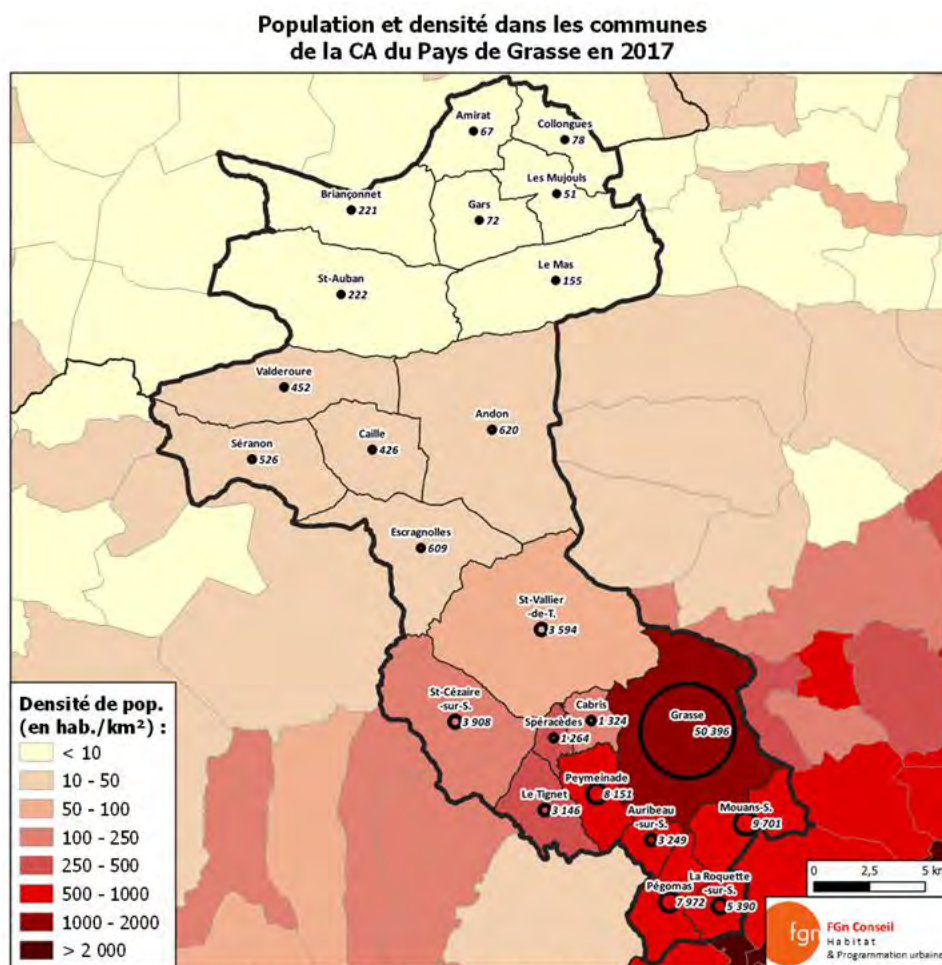 Population et densité dans les communes
de la CA du Pays de Grasse en 2017
Amirat
67
Collongues
78
Les Mujouls
51
Briançonnet
221
Gars
72
St-Auban
222
Le Mas
155
Valderoure
452
Andon
620
Séranon
526
Caille
426
Escragnolles
609
St-Vallier
-de-T.
3 594
St-Cézaire
-sur-S.
3 908
Cabris
1 324
Spéracèdes
1 264
Grasse
50 396
Peymeinade
8 151
Le Tignet
3 146
Auribeau
-sur-S.
3 249
Mouans-S.
9 701
Pégomas
7 972
La Roquette
-sur-S.
5 390
Densité de pop.
(en hab./km²) :
< 10
10 - 50
50 - 100
100 - 250
250 - 500
500 - 1000
1000 - 2000
> 2 000
0 2,5 5 km
fgn
FGn Conseil
Habitat
& Programmation urbaine